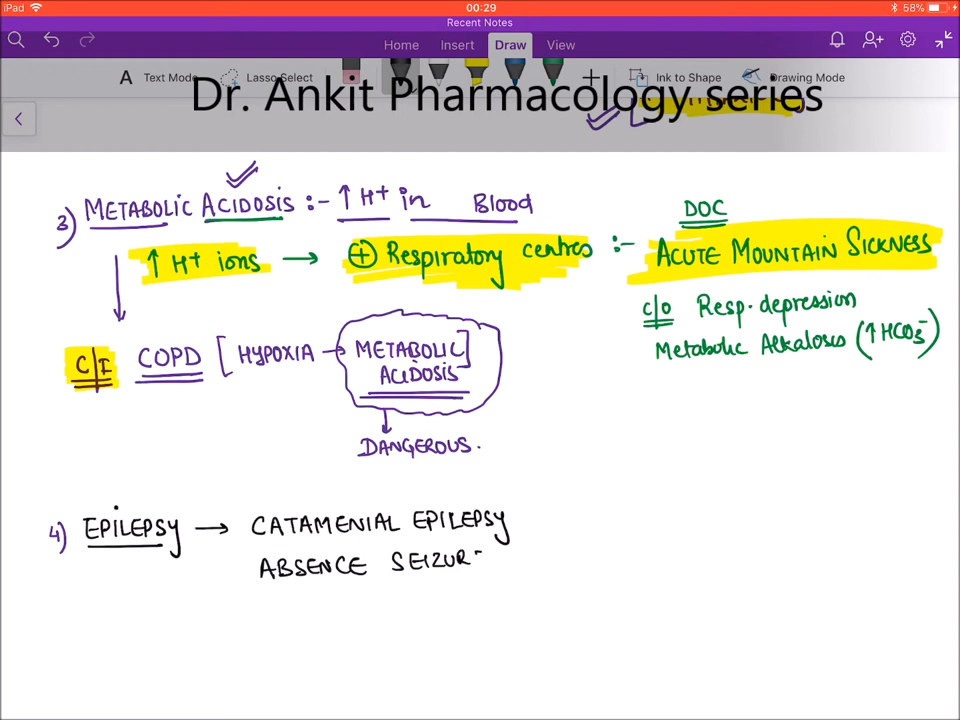 iPad 00:29 58%
Recent Notes
Home Insert Draw View
Text Mode Lasso Select Ink to Shape Drawing Mode
Dr. Ankit Pharmacology series
3) METABOLIC ACIDOSIS :- ↑ H+ in Blood
DOC
↑ H+ ions → ⊕ Respiratory centres :- ACUTE MOUNTAIN SICKNESS
c/o Resp. depression
Metabolic Alkalosis (↑HCO3-)
C/I COPD [HYPOXIA → METABOLIC ACIDOSIS]
DANGEROUS.
4) EPILEPSY → CATAMENIAL EPILEPSY
ABSENCE SEIZUR